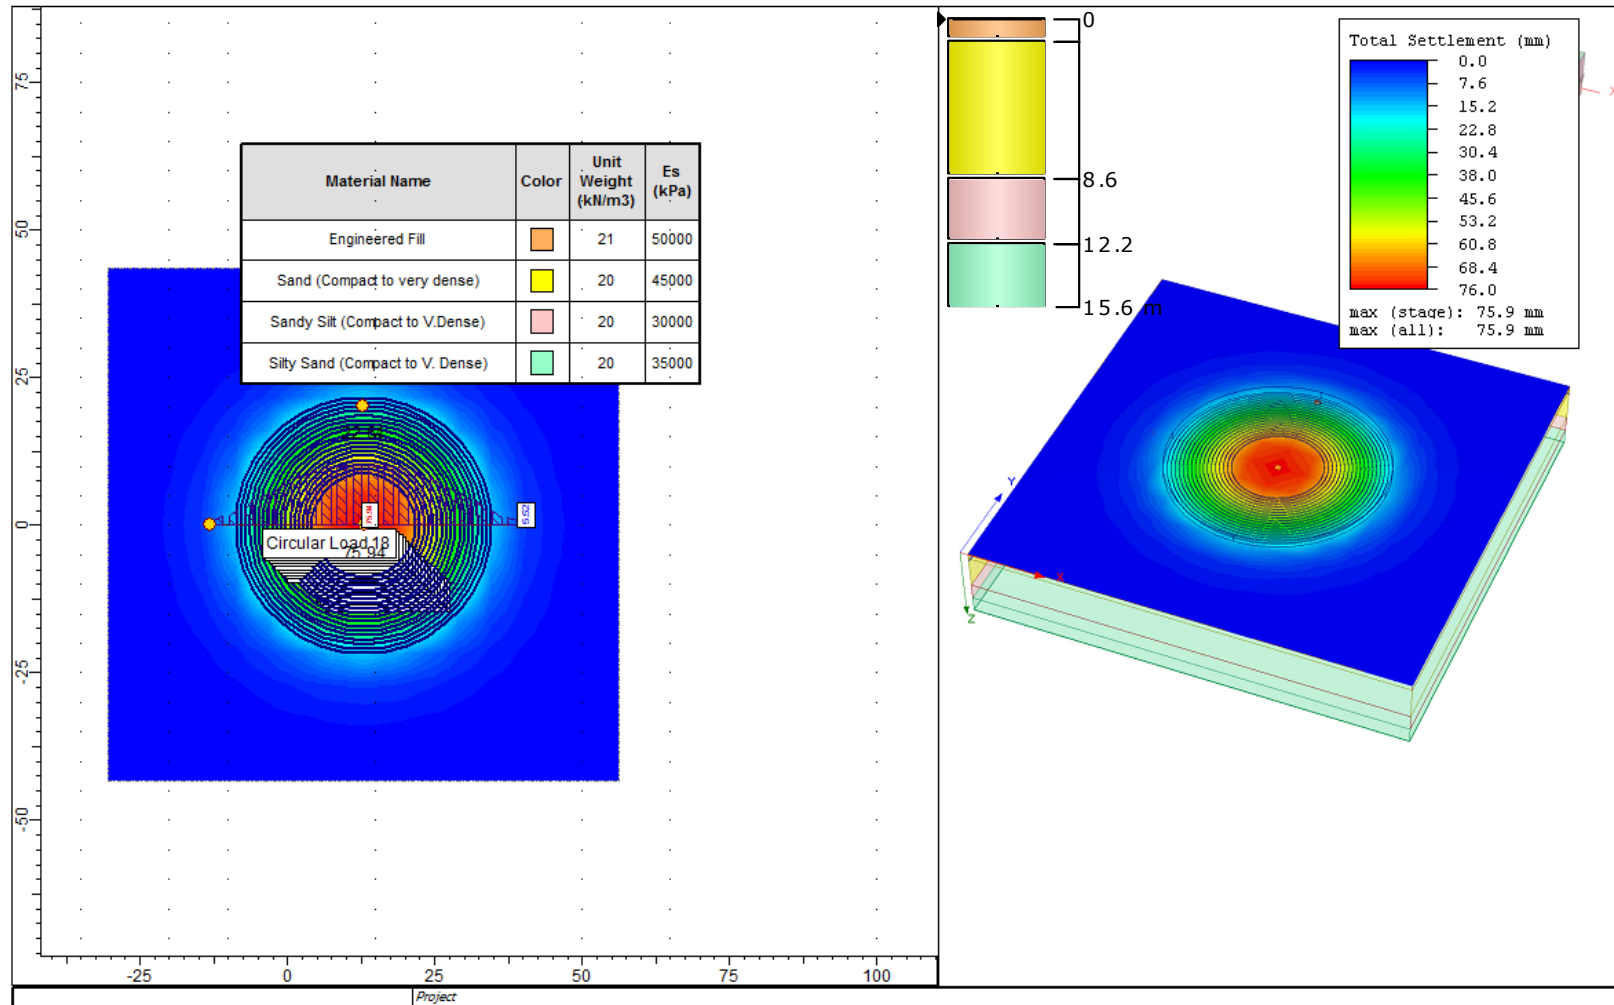 75
50
25
0
-25
-50
-25
0
25
50
75
100
Material Name Color Unit Weight (kN/m3) Es (kPa)
Engineered Fill 21 50000
Sand (Compact to very dense) 20 45000
Sandy Silt (Compact to V.Dense) 20 30000
Silty Sand (Compact to V. Dense) 20 35000
75.94
5.52
Circular Load 18
75.94
Project
0
8.6
12.2
15.6 m
Total Settlement (mm)
0.0
7.6
15.2
22.8
30.4
38.0
45.6
53.2
60.8
68.4
76.0
max (stage): 75.9 mm
max (all): 75.9 mm
X
Y
X
Z